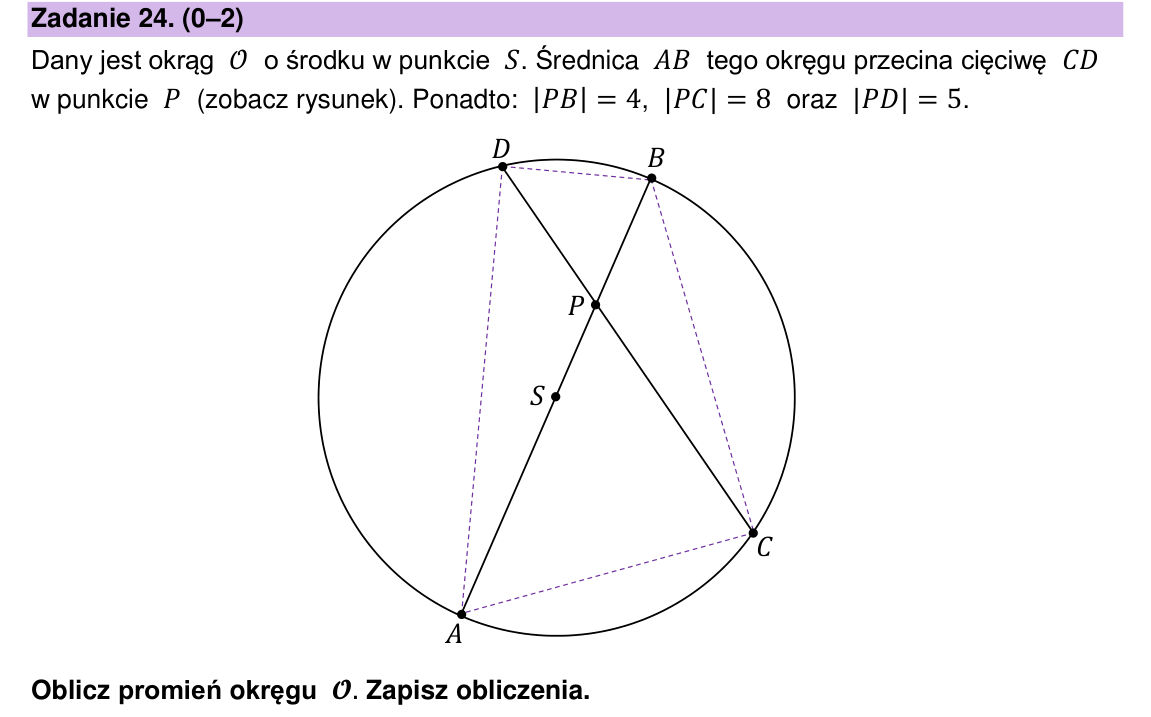 Zadanie 24. (0–2)
Dany jest okrąg 𝒪 o środku w punkcie S. Średnica AB tego okręgu przecina cięciwę CD
w punkcie P (zobacz rysunek). Ponadto: |PB| = 4, |PC| = 8 oraz |PD| = 5.
D
B
P
S
C
A
Oblicz promień okręgu 𝒪. Zapisz obliczenia.